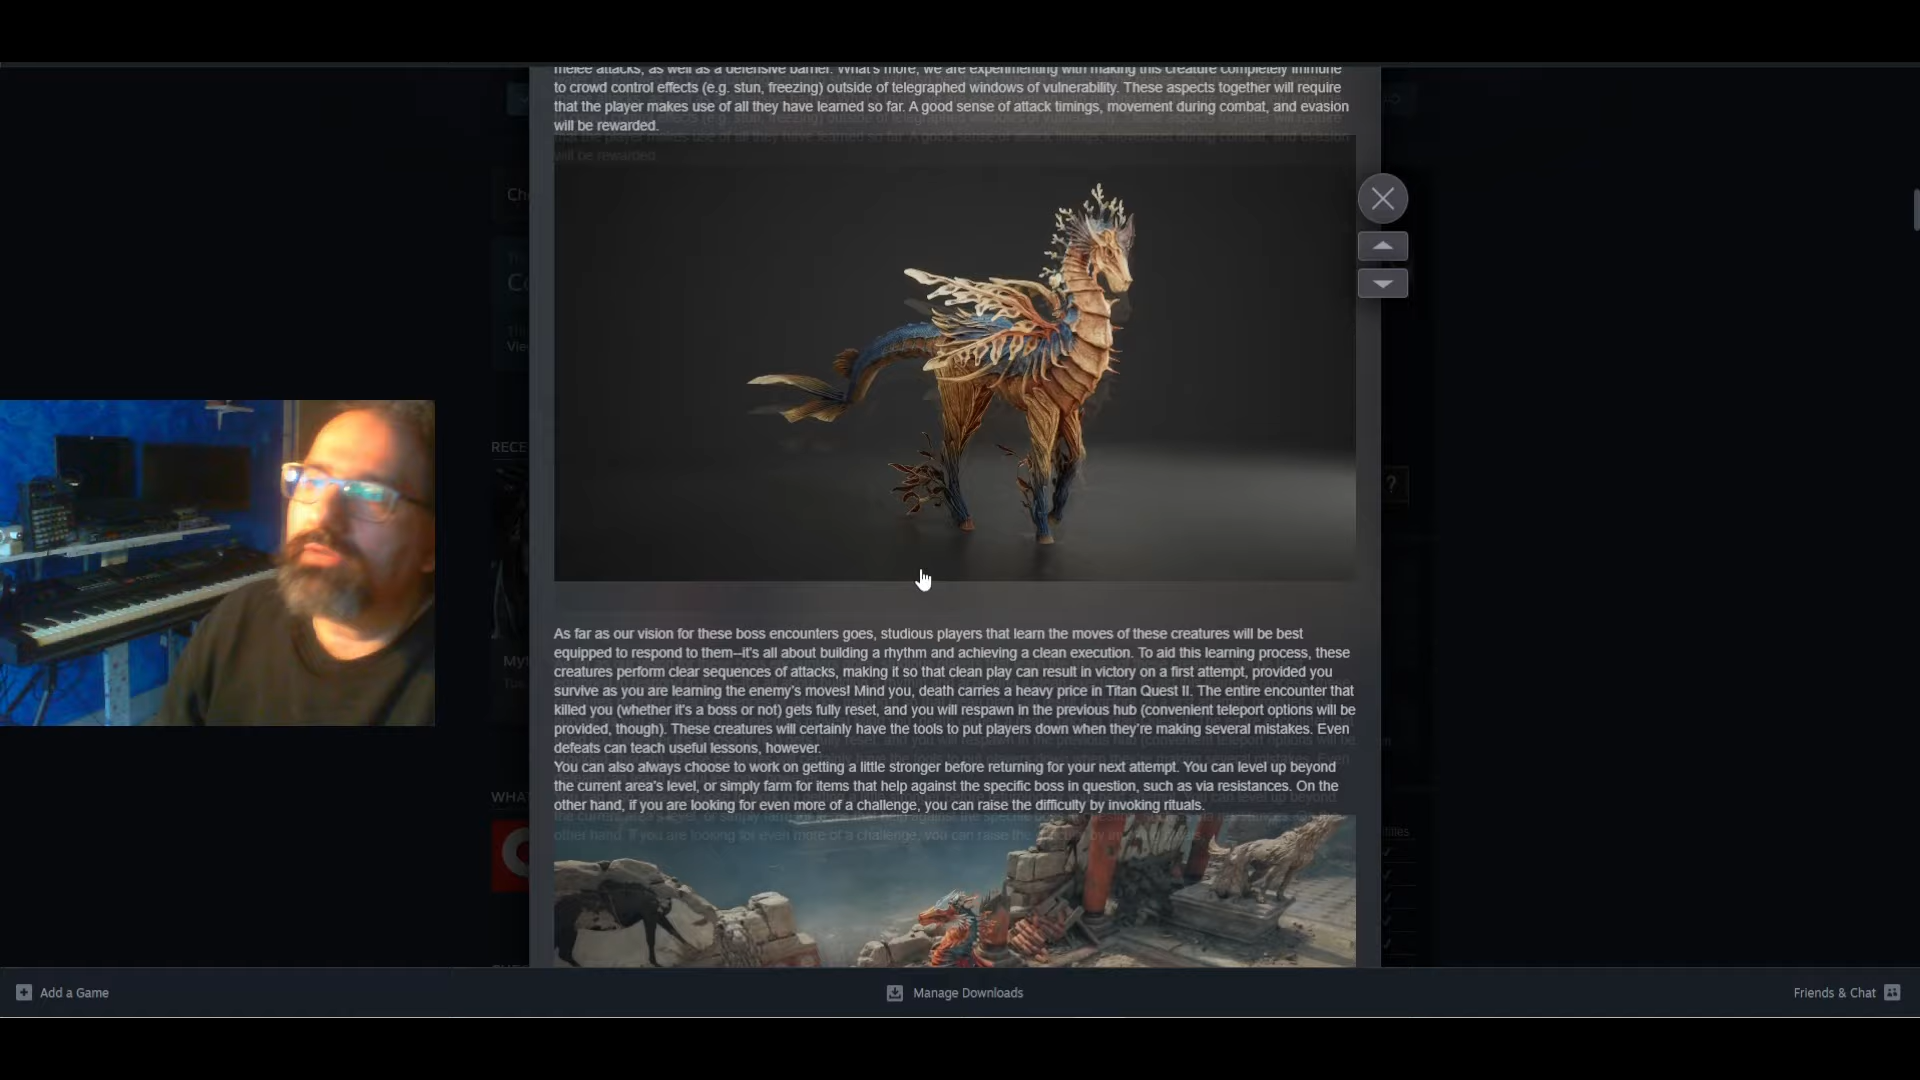 melee attacks, as well as a defensive barrier. What's more, we are experimenting with making this creature completely immune
to crowd control effects (e.g. stun, freezing) outside of telegraphed windows of vulnerability. These aspects together will require
that the player makes use of all they have learned so far. A good sense of attack timings, movement during combat, and evasion
will be rewarded.
Ch
?
RECE
As far as our vision for these boss encounters goes, studious players that learn the moves of these creatures will be best
equipped to respond to them–it's all about building a rhythm and achieving a clean execution. To aid this learning process, these
creatures perform clear sequences of attacks, making it so that clean play can result in victory on a first attempt, provided you
survive as you are learning the enemy's moves! Mind you, death carries a heavy price in Titan Quest II. The entire encounter that
killed you (whether it's a boss or not) gets fully reset, and you will respawn in the previous hub (convenient teleport options will be
provided, though). These creatures will certainly have the tools to put players down when they're making several mistakes. Even
defeats can teach useful lessons, however.
You can also always choose to work on getting a little stronger before returning for your next attempt. You can level up beyond
the current area's level, or simply farm for items that help against the specific boss in question, such as via resistances. On the
other hand, if you are looking for even more of a challenge, you can raise the difficulty by invoking rituals.
WHA
Add a Game
Manage Downloads
Friends & Chat